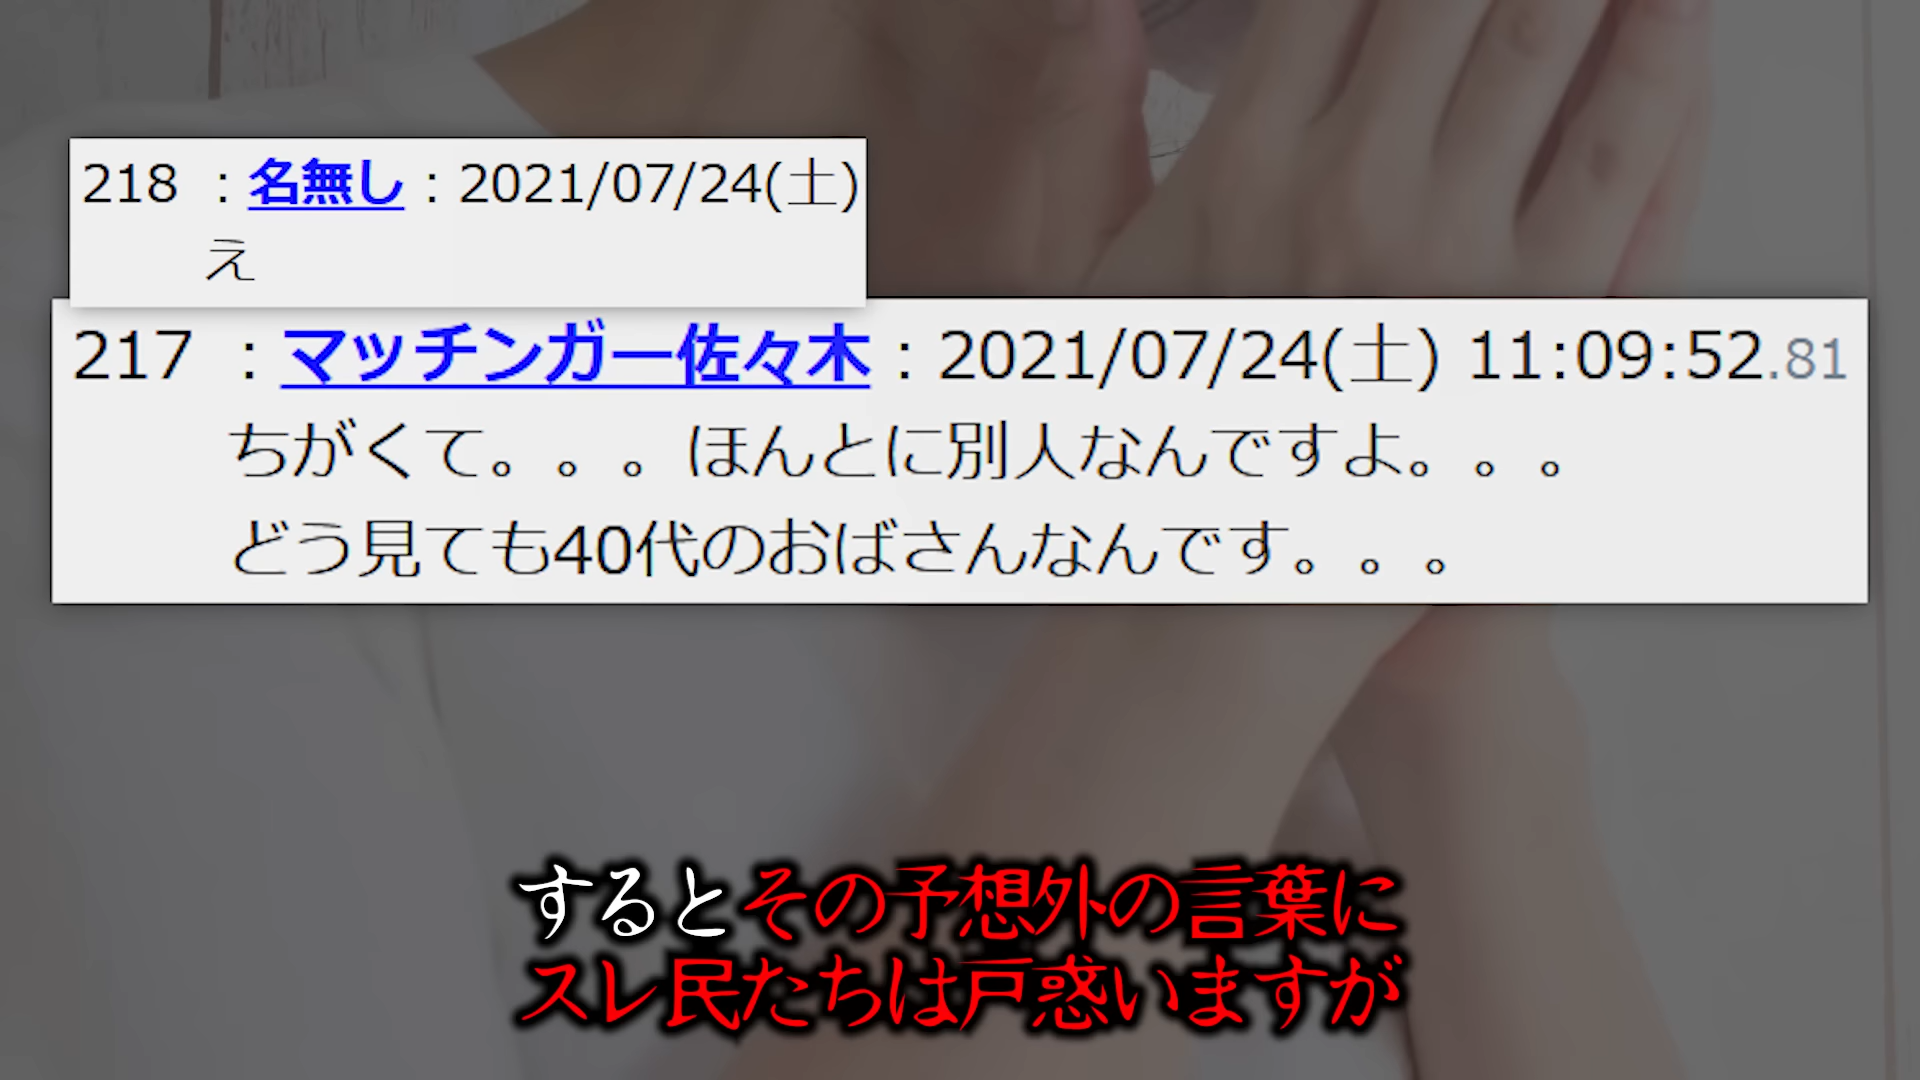 218 ：名無し：2021/07/24(土)
え
217 ：マッチンガー佐々木：2021/07/24(土) 11:09:52.81
ちがくて。。。ほんとに別人なんですよ。。。
どう見ても40代のおばさんなんです。。。
するとその予想外の言葉に
スレ民たちは戸惑いますが